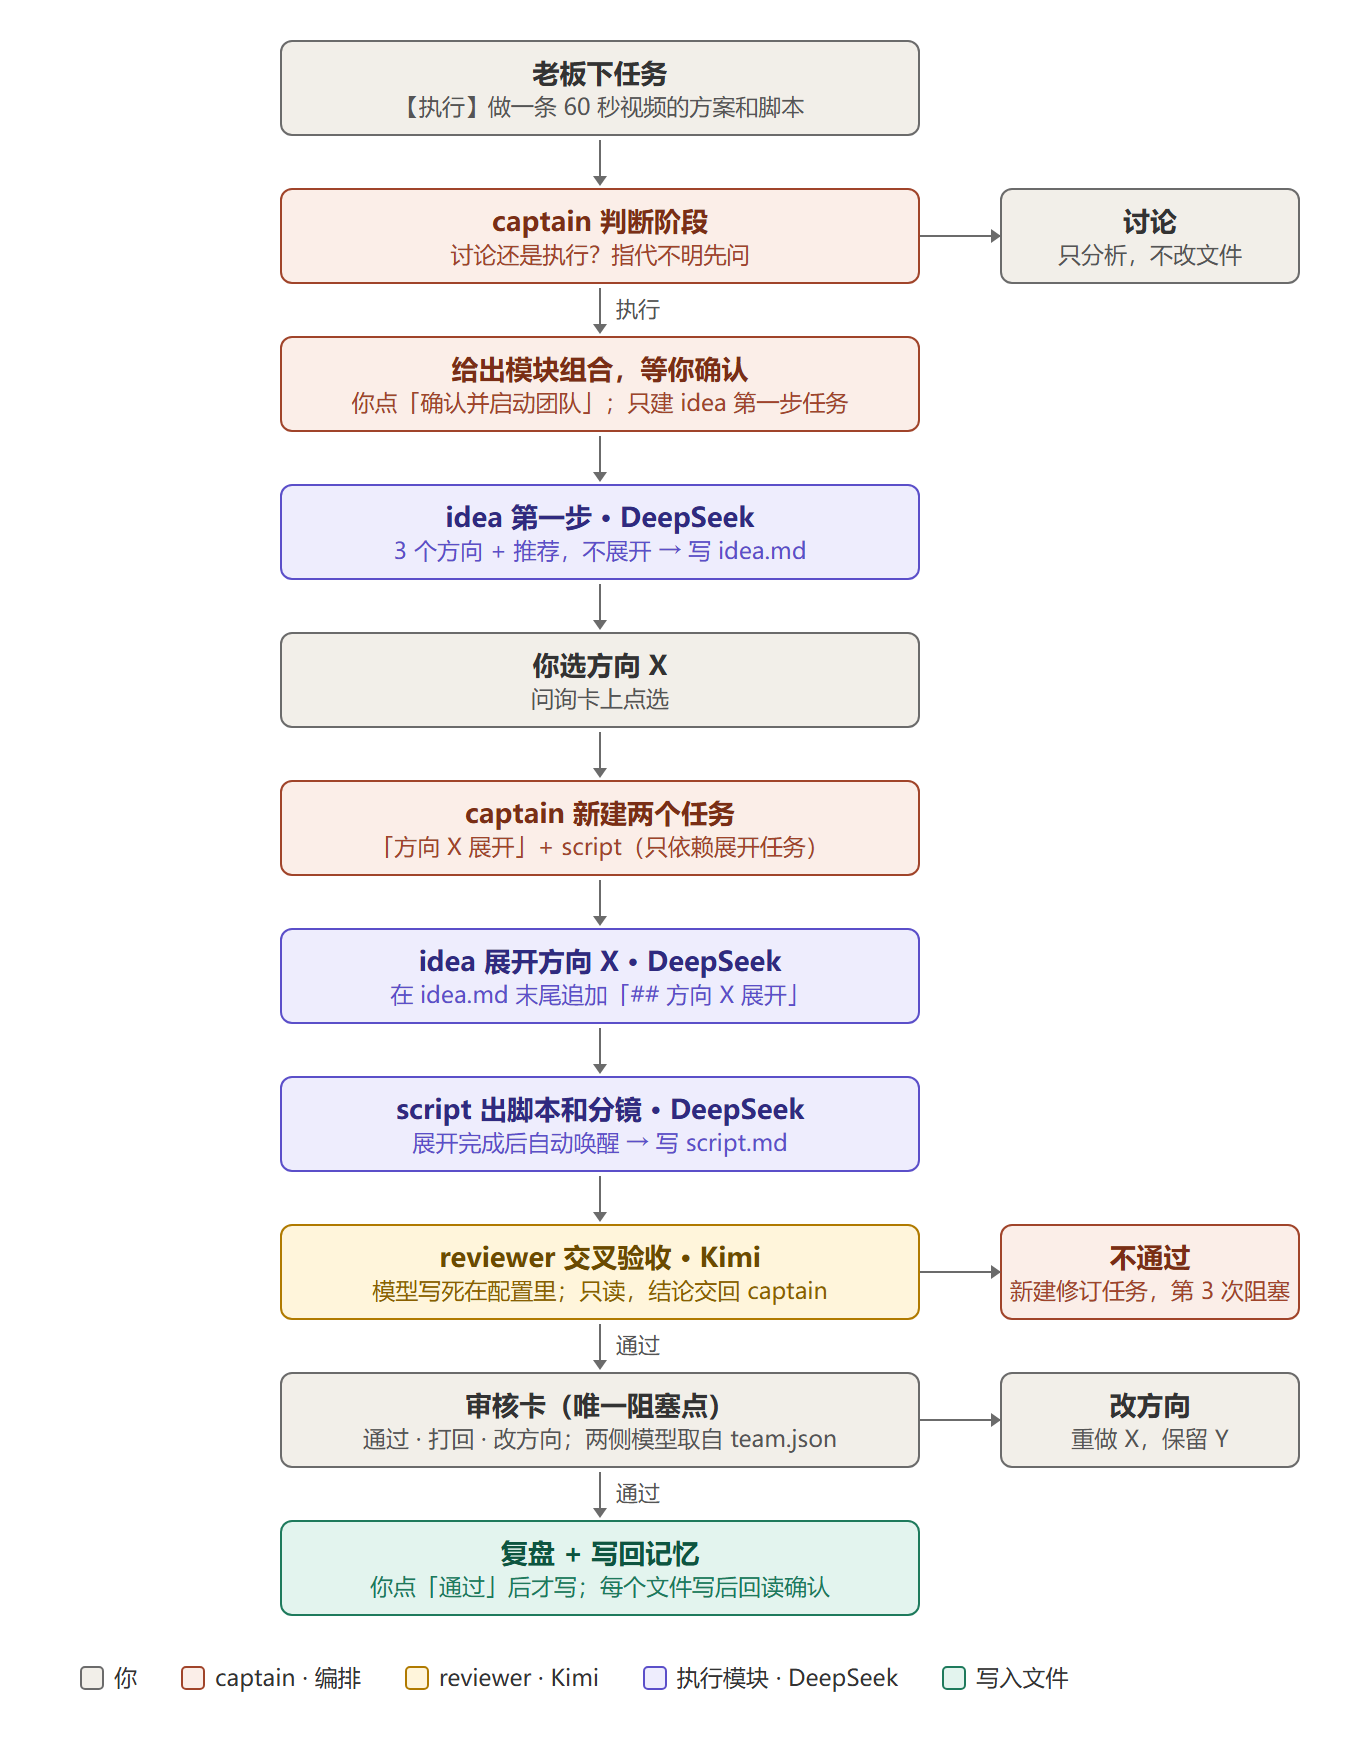 老板下任务
【执行】做一条 60 秒视频的方案和脚本
captain 判断阶段
讨论还是执行？指代不明先问
讨论
只分析，不改文件
执行
给出模块组合，等你确认
你点「确认并启动团队」；只建 idea 第一步任务
idea 第一步 • DeepSeek
3 个方向 + 推荐，不展开 → 写 idea.md
你选方向 X
问询卡上点选
captain 新建两个任务
「方向 X 展开」+ script（只依赖展开任务）
idea 展开方向 X • DeepSeek
在 idea.md 末尾追加「## 方向 X 展开」
script 出脚本和分镜 • DeepSeek
展开完成后自动唤醒 → 写 script.md
reviewer 交叉验收 • Kimi
模型写死在配置里；只读，结论交回 captain
不通过
新建修订任务，第 3 次阻塞
通过
审核卡（唯一阻塞点）
通过 · 打回 · 改方向；两侧模型取自 team.json
改方向
重做 X，保留 Y
通过
复盘 + 写回记忆
你点「通过」后才写；每个文件写后回读确认
你
captain · 编排
reviewer · Kimi
执行模块 · DeepSeek
写入文件